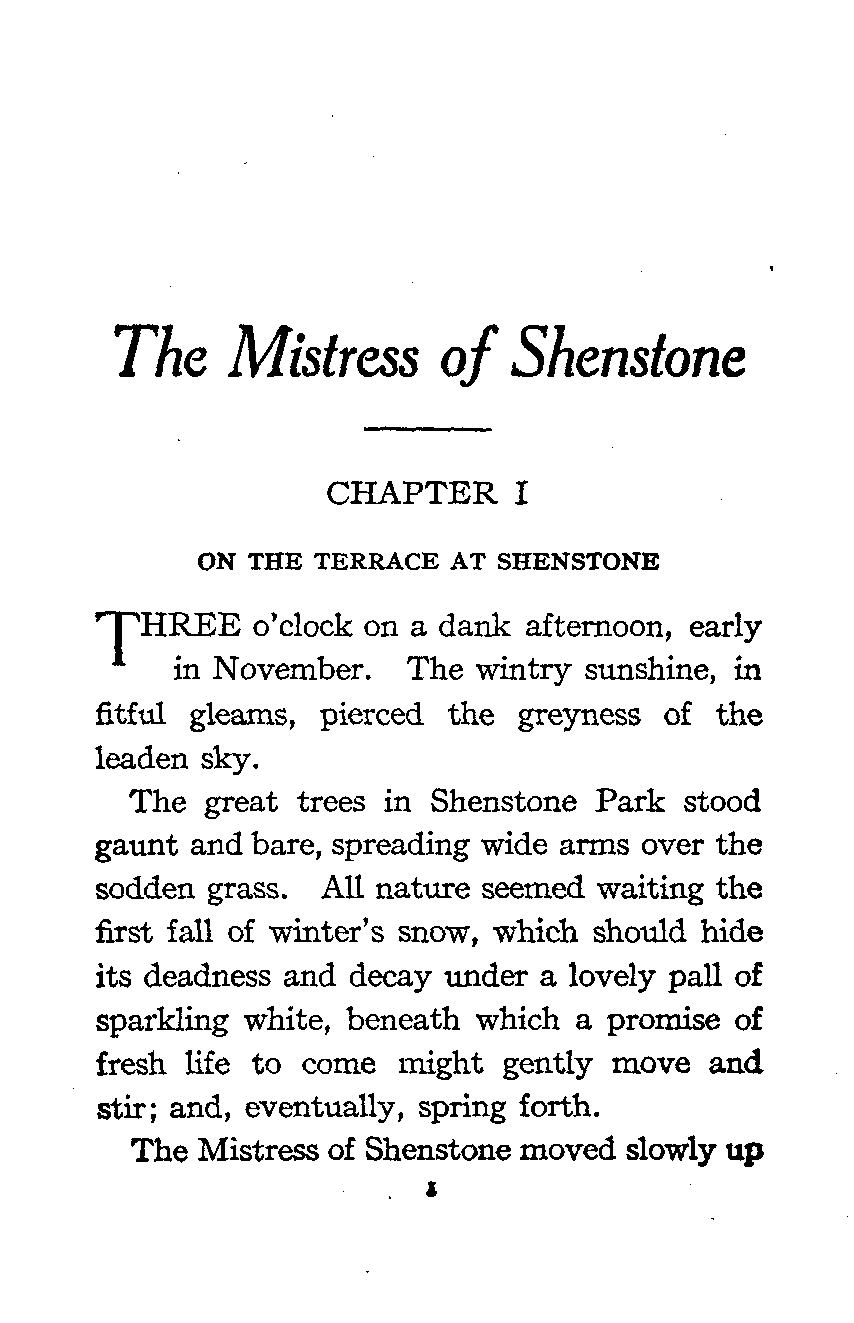 The Mistress of Shenstone
CHAPTER I
ON THE TERRACE AT SHENSTONE
THREE o'clock on a dank afternoon, early
in November. The wintry sunshine, in
fitful gleams, pierced the greyness of the
leaden sky.
The great trees in Shenstone Park stood
gaunt and bare, spreading wide arms over the
sodden grass. All nature seemed waiting the
first fall of winter's snow, which should hide
its deadness and decay under a lovely pall of
sparkling white, beneath which a promise of
fresh life to come might gently move and
stir; and, eventually, spring forth.
The Mistress of Shenstone moved slowly up
1